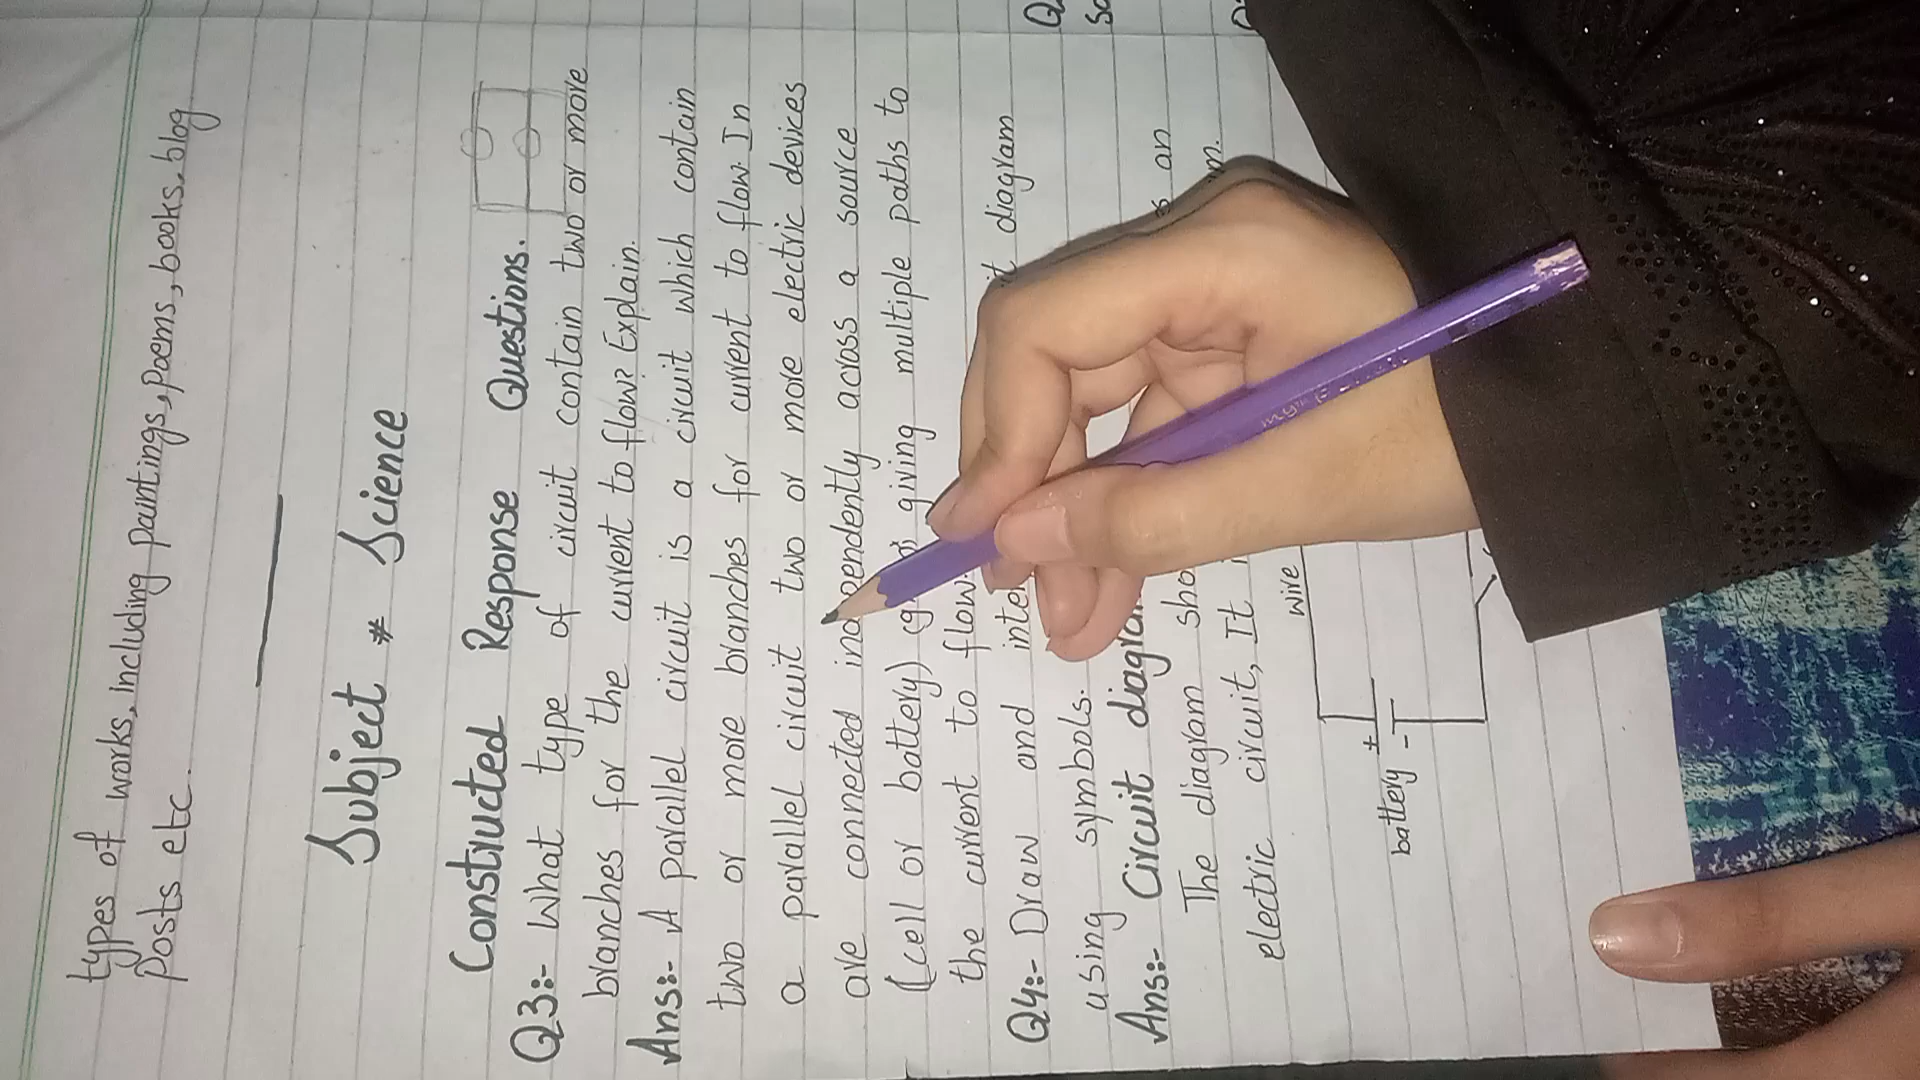 types of works, including paintings, poems, books, blog
Posts etc.
Subject * Science
Constructed Response Questions.
Q3:- What type of circuit contain two or more
branches for the current to flow? Explain.
Ans:- A parallel circuit is a circuit which contain
two or more branches for current to flow. In
a parallel circuit two or more electric devices
are connected independently across a source
(cell or battery) giving multiple paths to
the current to flow.
Q4:- Draw and diagram
using symbols.
Ans:- Circuit an
The diagram
electric circuit, It
wire
battery + -